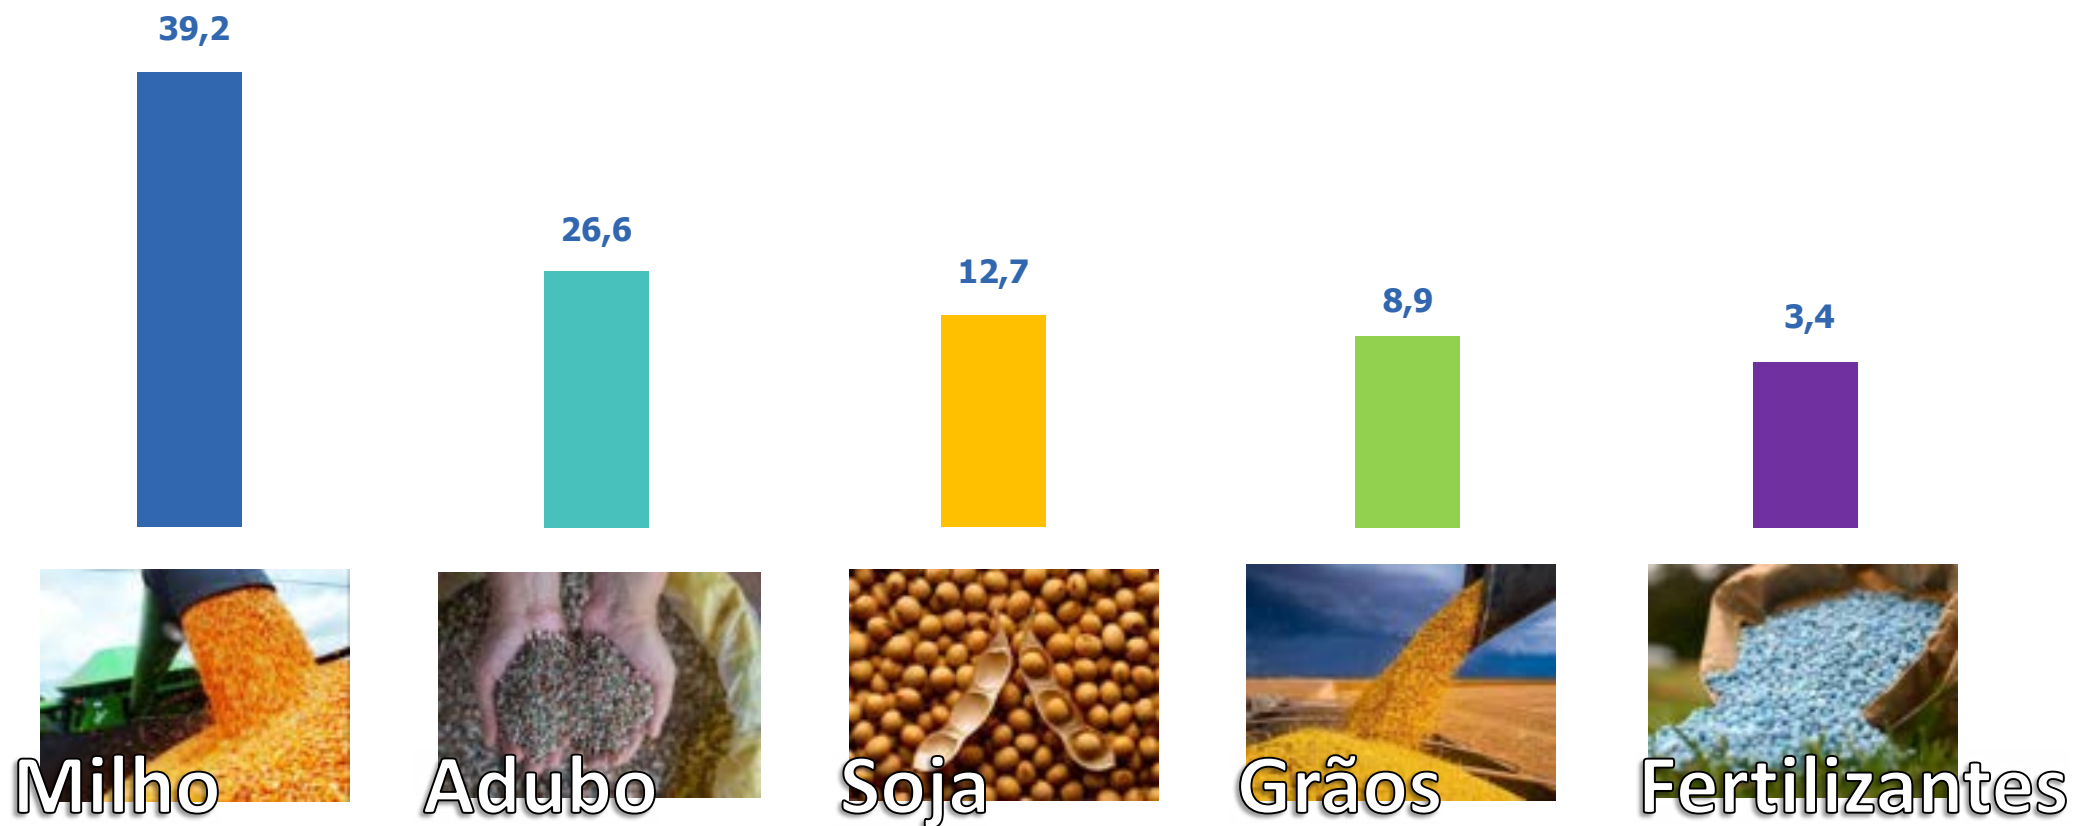 39,2
26,6
12,7
8,9
3,4
Milho
Adubo
Soja
Grãos
Fertilizantes